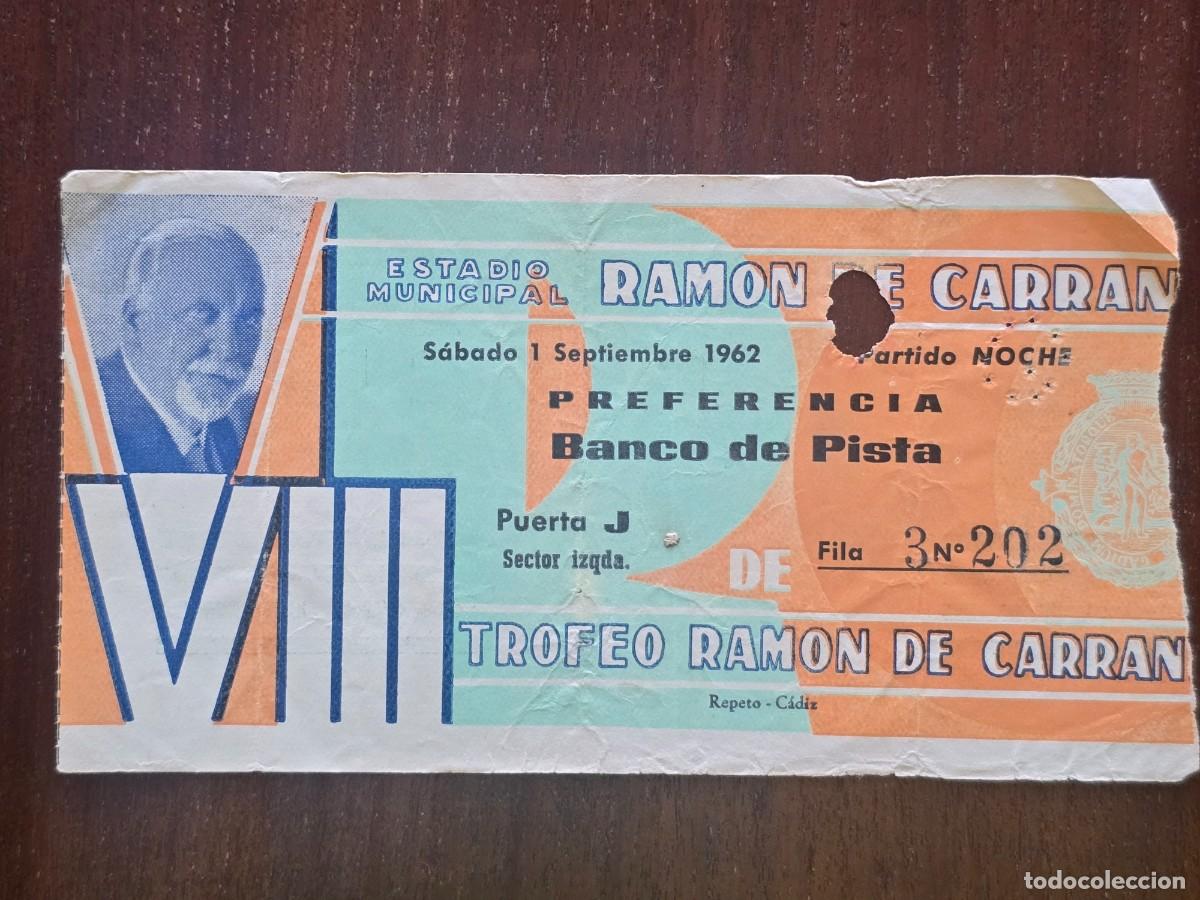 VIII
ESTADIO
MUNICIPAL
RAMON DE CARRAN
Sábado 1 Septiembre 1962
Partido NOCHE
PREFERENCIA
Banco de Pista
Puerta J
Sector izqda.
Fila 3 Nº 202
DE
TROFEO RAMON DE CARRAN
Repeto - Cádiz
todocoleccion